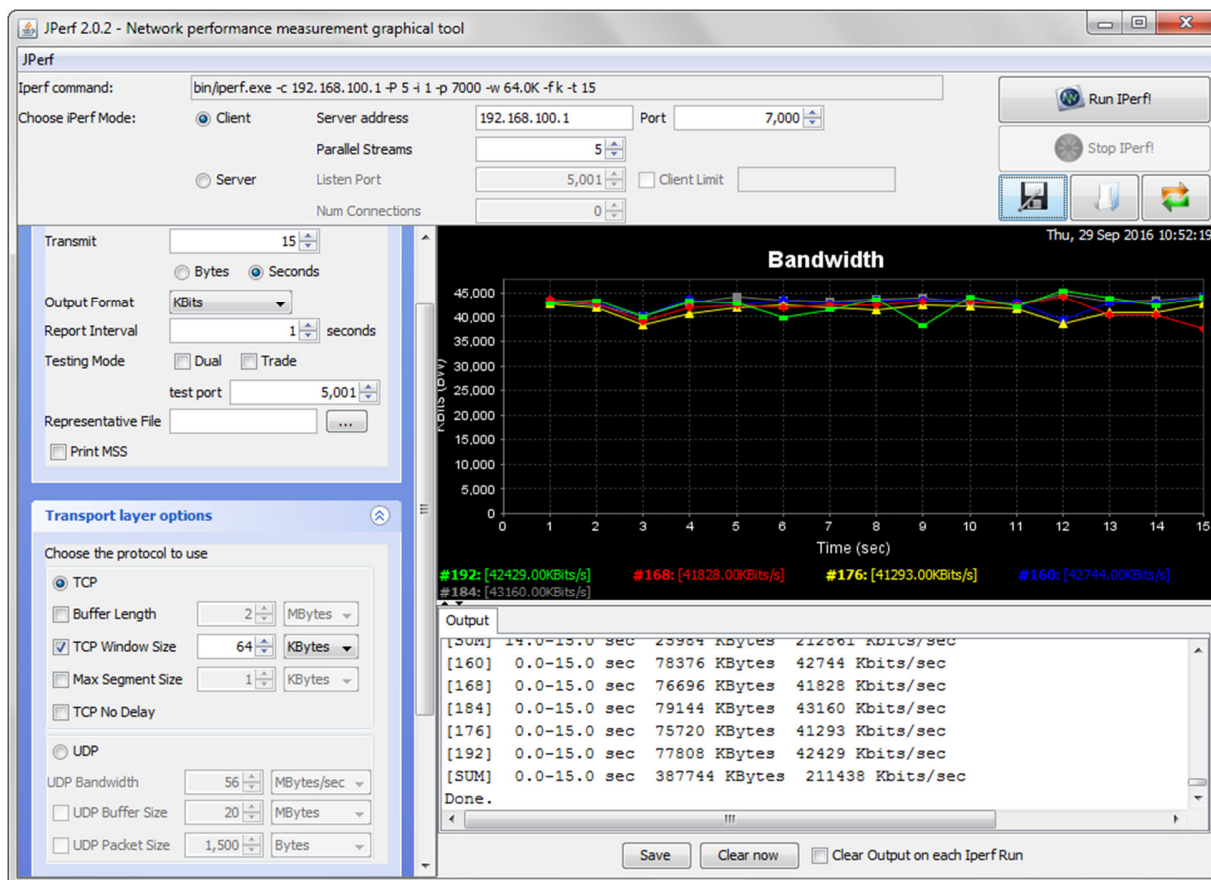 JPerf 2.0.2 - Network performance measurement graphical tool
JPerf
Iperf command: bin/iperf.exe -c 192.168.100.1 -P 5 -i 1 -p 7000 -w 64.0K -f k -t 15
Run IPerf!
Choose iPerf Mode: Client Server address 192.168.100.1 Port 7,000
Parallel Streams 5
Stop IPerf!
Server Listen Port 5,001 Client Limit
Num Connections 0
Transmit 15
Bytes Seconds
Output Format KBits
Report Interval 1 seconds
Testing Mode Dual Trade
test port 5,001
Representative File ...
Print MSS
Transport layer options
Choose the protocol to use
TCP
Buffer Length 2 MBytes
TCP Window Size 64 KBytes
Max Segment Size 1 KBytes
TCP No Delay
UDP
UDP Bandwidth 56 MBytes/sec
UDP Buffer Size 20 MBytes
UDP Packet Size 1,500 Bytes
Thu, 29 Sep 2016 10:52:19
Bandwidth
KBits (BW)
45,000
40,000
35,000
30,000
25,000
20,000
15,000
10,000
5,000
0
0 1 2 3 4 5 6 7 8 9 10 11 12 13 14 15
Time (sec)
#192: [42429.00KBits/s] #168: [41828.00KBits/s] #176: [41293.00KBits/s] #160: [42744.00KBits/s]
#184: [43160.00KBits/s]
Output
[SUM] 14.0-15.0 sec 25984 KBytes 212861 Kbits/sec
[160] 0.0-15.0 sec 78376 KBytes 42744 Kbits/sec
[168] 0.0-15.0 sec 76696 KBytes 41828 Kbits/sec
[184] 0.0-15.0 sec 79144 KBytes 43160 Kbits/sec
[176] 0.0-15.0 sec 75720 KBytes 41293 Kbits/sec
[192] 0.0-15.0 sec 77808 KBytes 42429 Kbits/sec
[SUM] 0.0-15.0 sec 387744 KBytes 211438 Kbits/sec
Done.
Save Clear now Clear Output on each Iperf Run